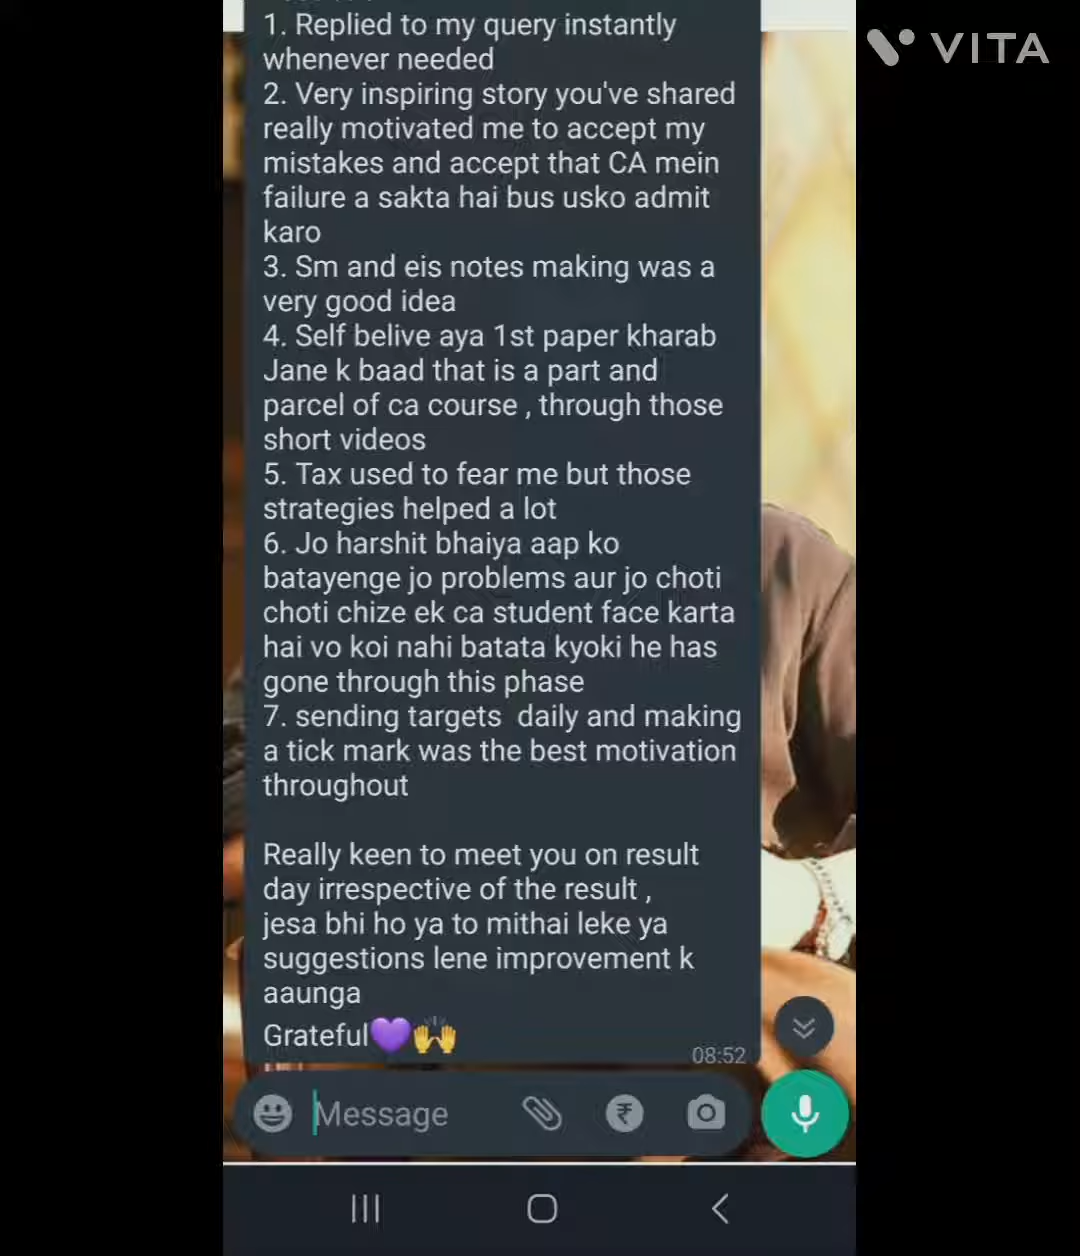 VITA
1. Replied to my query instantly
whenever needed
2. Very inspiring story you've shared
really motivated me to accept my
mistakes and accept that CA mein
failure a sakta hai bus usko admit
karo
3. Sm and eis notes making was a
very good idea
4. Self belive aya 1st paper kharab
Jane k baad that is a part and
parcel of ca course , through those
short videos
5. Tax used to fear me but those
strategies helped a lot
6. Jo harshit bhaiya aap ko
batayenge jo problems aur jo choti
choti chize ek ca student face karta
hai vo koi nahi batata kyoki he has
gone through this phase
7. sending targets  daily and making
a tick mark was the best motivation
throughout
Really keen to meet you on result
day irrespective of the result ,
jesa bhi ho ya to mithai leke ya
suggestions lene improvement k
aaunga
Grateful💜🙌
08:52
Message